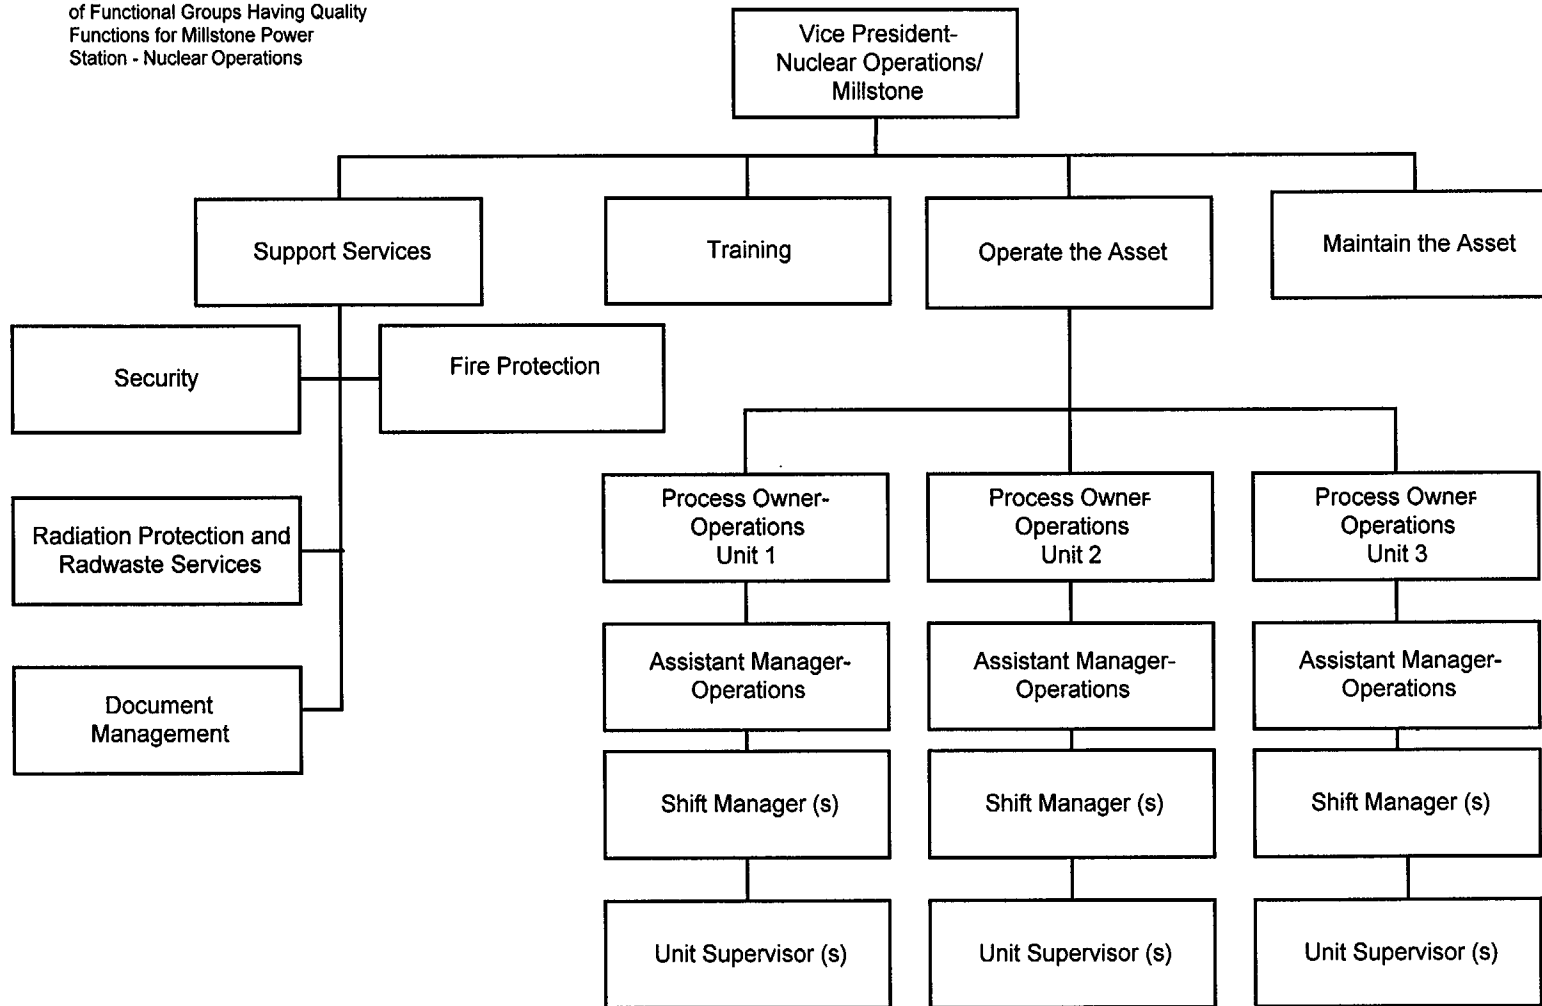 of Functional Groups Having Quality
Functions for Millstone Power
Station - Nuclear Operations
Vice President-
Nuclear Operations/
Millstone
Support Services
Training
Operate the Asset
Maintain the Asset
Security
Fire Protection
Radiation Protection and
Radwaste Services
Document
Management
Process Owner-
Operations
Unit 1
Process Owner-
Operations
Unit 2
Process Owner-
Operations
Unit 3
Assistant Manager-
Operations
Assistant Manager-
Operations
Assistant Manager-
Operations
Shift Manager (s)
Shift Manager (s)
Shift Manager (s)
Unit Supervisor (s)
Unit Supervisor (s)
Unit Supervisor (s)